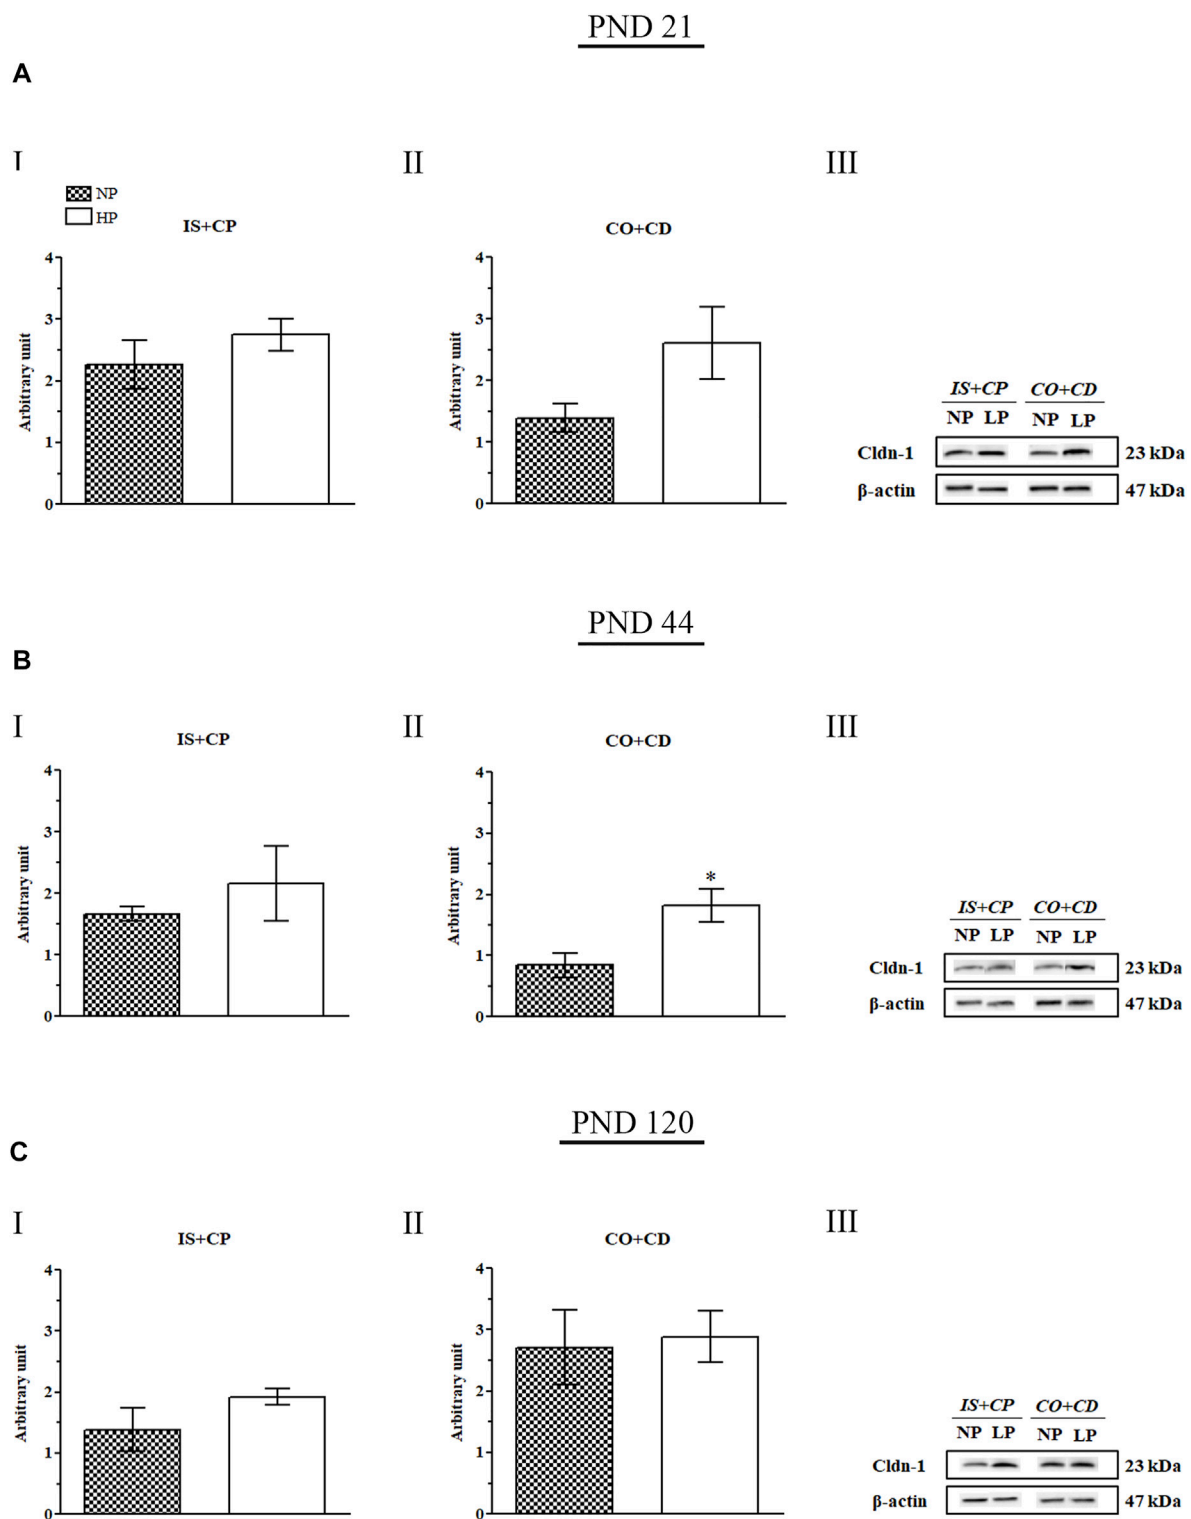 PND 21
A
I
II
III
NP
HP
IS+CP
CO+CD
4
3
2
1
0
Arbitrary unit
4
3
2
1
0
Arbitrary unit
IS+CP CO+CD
NP LP NP LP
Cldn-1 23 kDa
β-actin 47 kDa
PND 44
B
I
II
III
IS+CP
CO+CD
4
3
2
1
0
Arbitrary unit
4
3
2
1
0
Arbitrary unit
*
IS+CP CO+CD
NP LP NP LP
Cldn-1 23 kDa
β-actin 47 kDa
PND 120
C
I
II
III
IS+CP
CO+CD
4
3
2
1
0
Arbitrary unit
4
3
2
1
0
Arbitrary unit
IS+CP CO+CD
NP LP NP LP
Cldn-1 23 kDa
β-actin 47 kDa